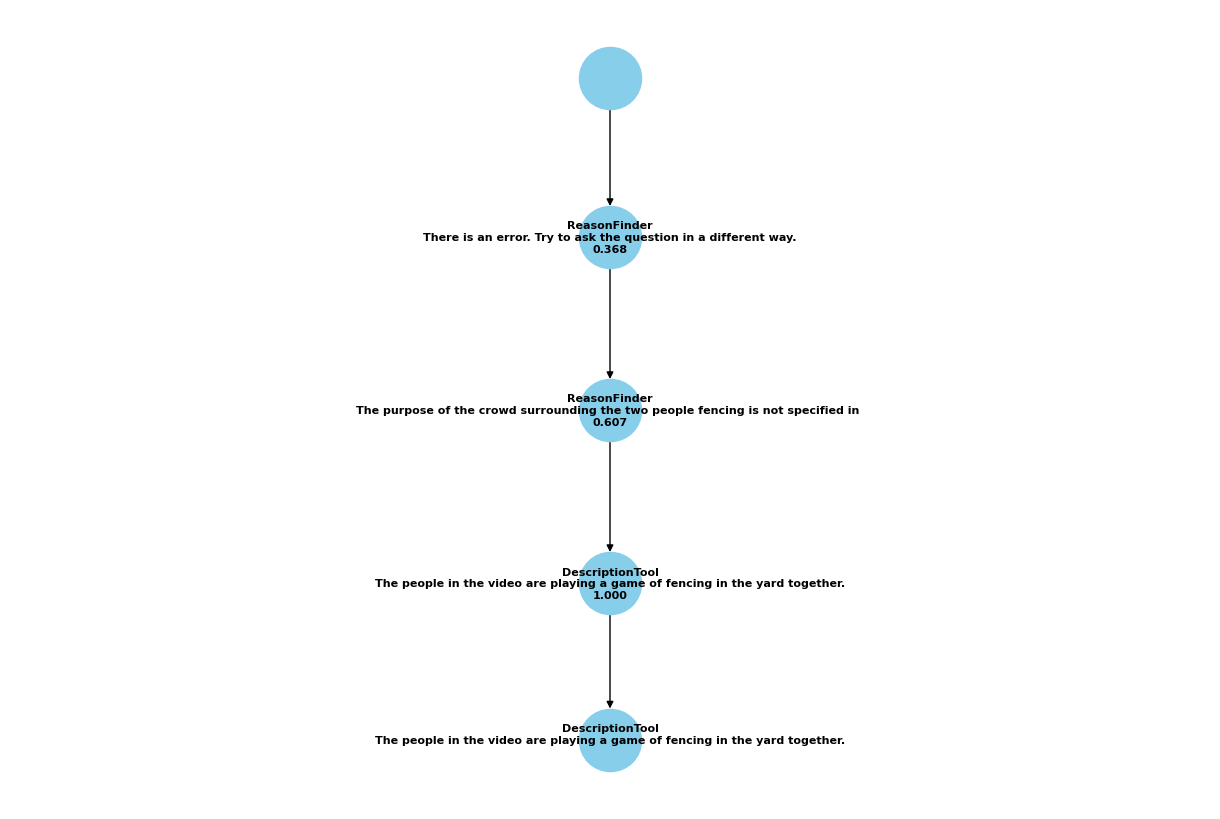 ReasonFinder
There is an error. Try to ask the question in a different way.
0.368
ReasonFinder
The purpose of the crowd surrounding the two people fencing is not specified in
0.607
DescriptionTool
The people in the video are playing a game of fencing in the yard together.
1.000
DescriptionTool
The people in the video are playing a game of fencing in the yard together.